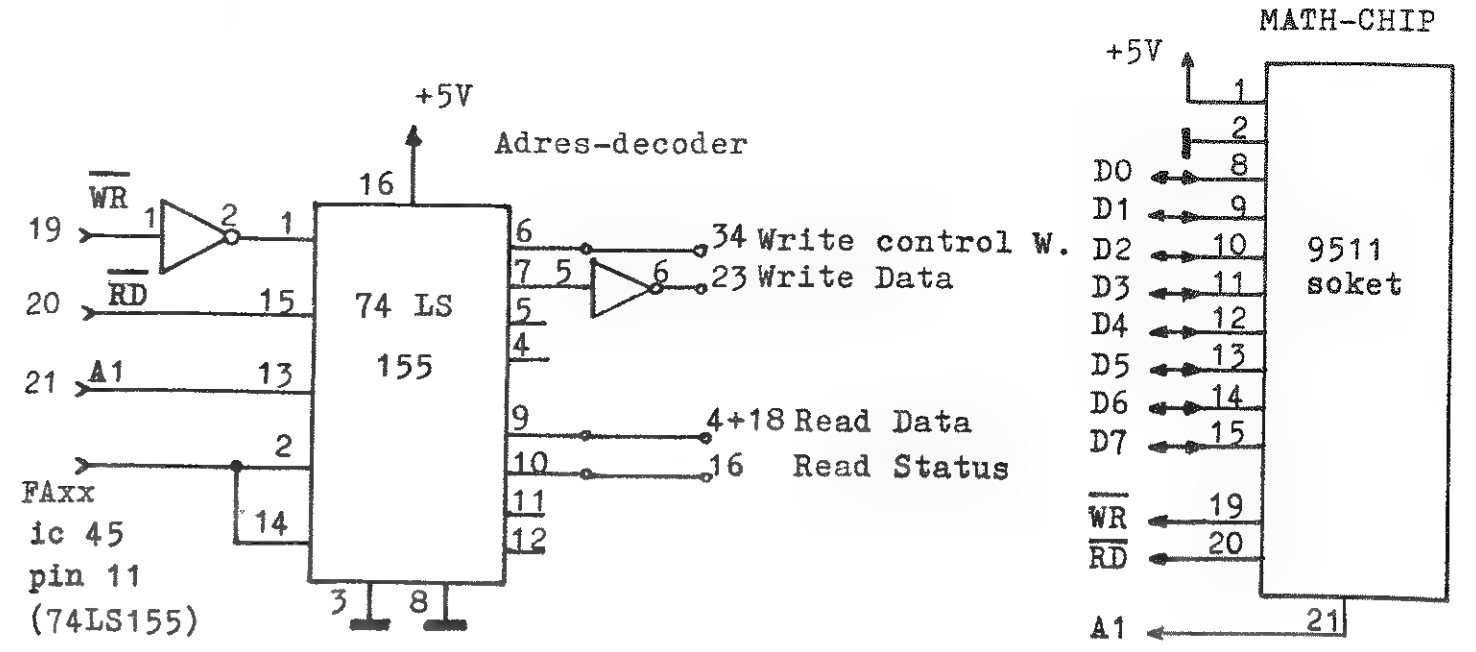 MATH-CHIP
+5V
1
2
D0 8
D1 9
D2 10
D3 11
D4 12
D5 13
D6 14
D7 15
WR 19
RD 20
A1 21
9511
soket
+5V
Adres-decoder
16
WR
19 1 2 1
RD
20 15
A1
21 13
2
FAxx
14
ic 45
pin 11
(74LS155)
74 LS
155
3 8
6 34 Write control W.
7 5 6 23 Write Data
5
4
9 4+18 Read Data
10 16 Read Status
11
12